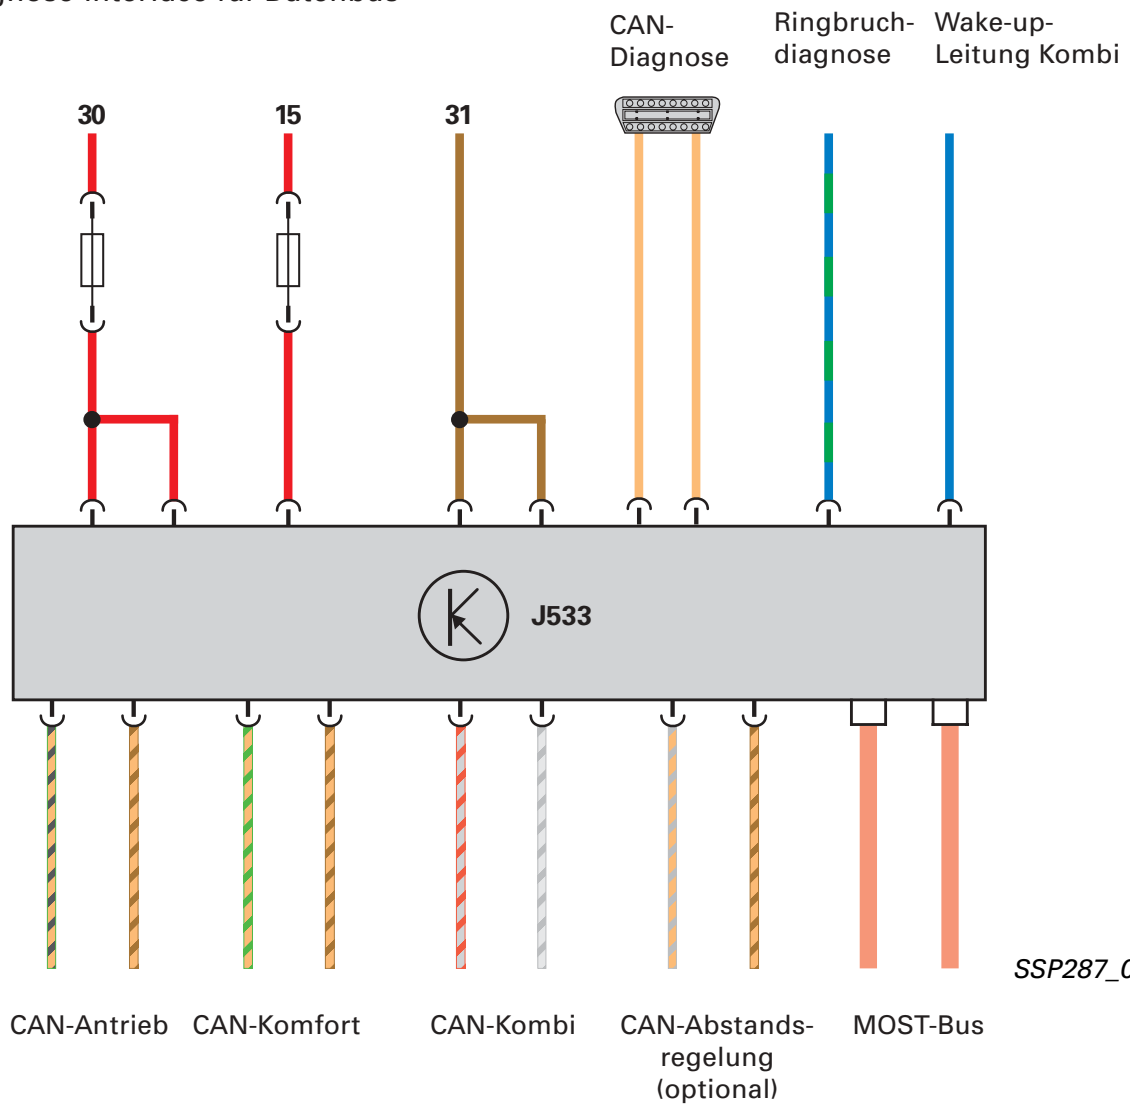 CAN-
Diagnose
Ringbruch-
diagnose
Wake-up-
Leitung Kombi
30
15
31
J533
SSP287_0
CAN-Antrieb
CAN-Komfort
CAN-Kombi
CAN-Abstands-
regelung
(optional)
MOST-Bus